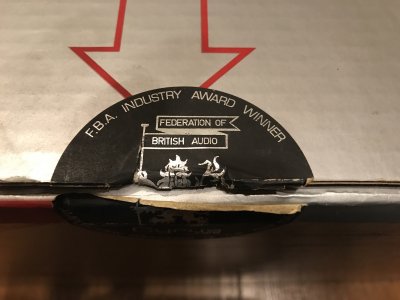 F.B.A. INDUSTRY AWARD WINNER
FEDERATION OF
BRITISH AUDIO